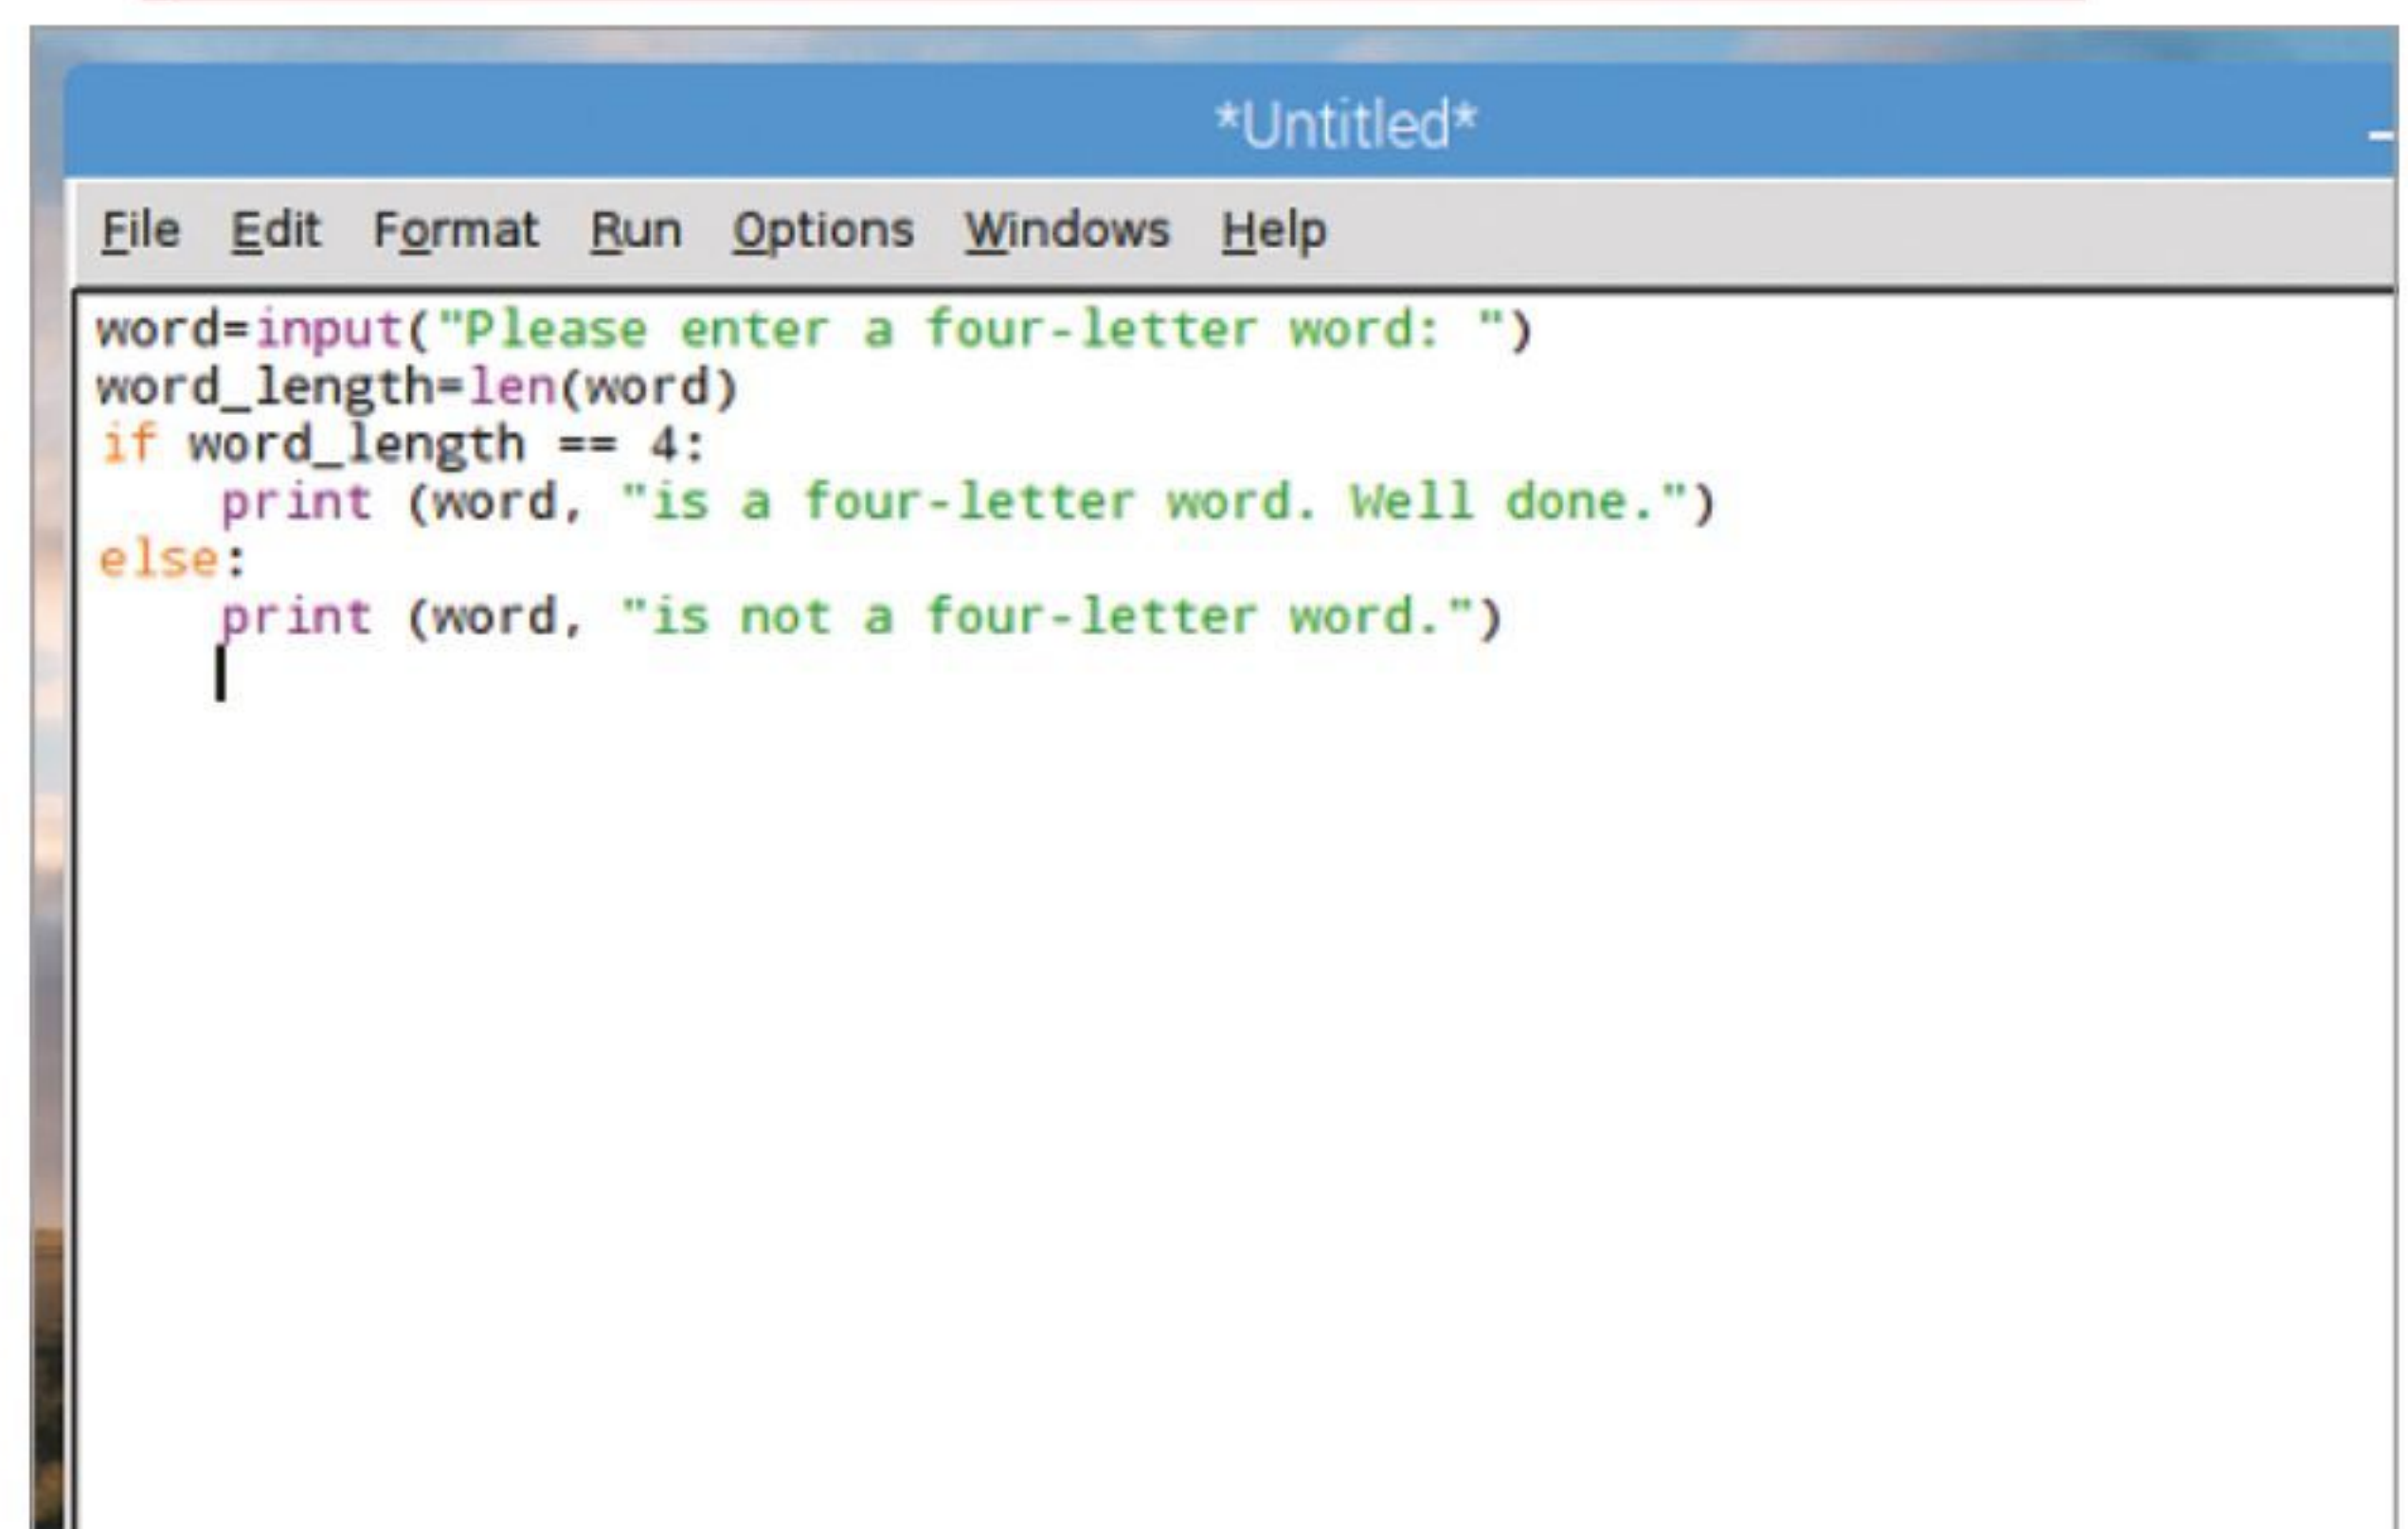 *Untitled*
File Edit Format Run Options Windows Help
word=input("Please enter a four-letter word: ")
word_length=len(word)
if word_length == 4:
    print (word, "is a four-letter word. Well done.")
else:
    print (word, "is not a four-letter word.")